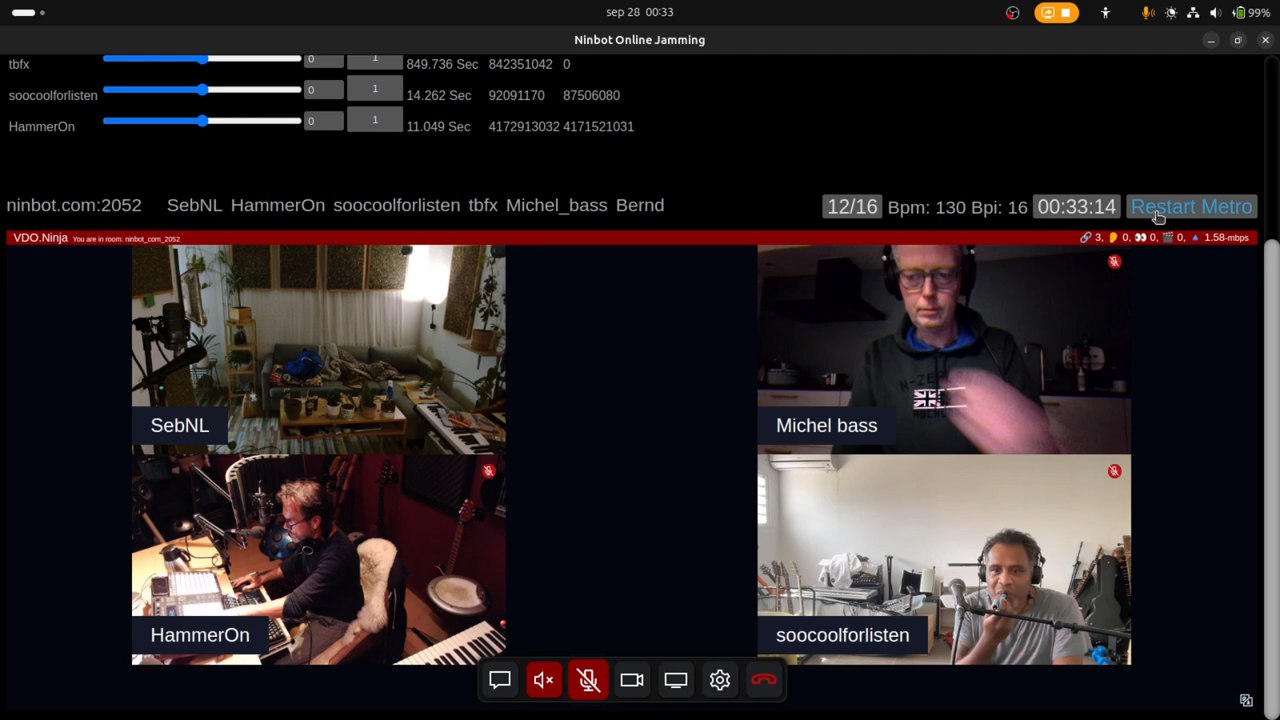 sep 28 00:33
99%
Ninbot Online Jamming
tbfx 0 1 849.736 Sec 842351042 0
soocoolforlisten 0 1 14.262 Sec 92091170 87506080
HammerOn 0 1 11.049 Sec 4172913032 4171521031
ninbot.com:2052 SebNL HammerOn soocoolforlisten tbfx Michel_bass Bernd 12/16 Bpm: 130 Bpi: 16 00:33:14 Restart Metro
VDO.Ninja You are in room: ninbot_com_2052 3, 0, 0, 0, 1.58-mbps
SebNL
Michel bass
HammerOn
soocoolforlisten